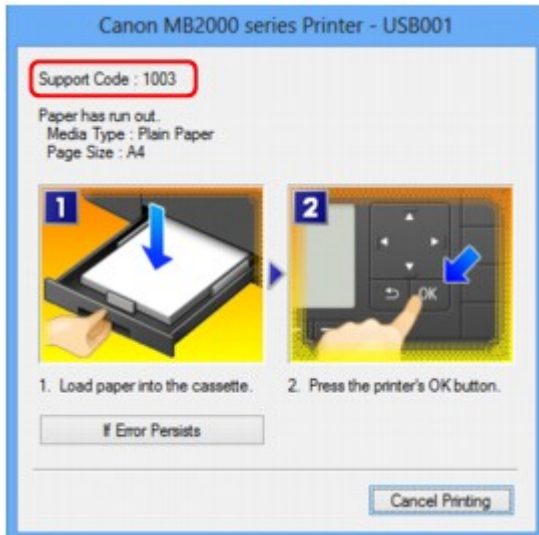 Canon MB2000 series Printer - USB001
Support Code : 1003
Paper has run out.
Media Type : Plain Paper
Page Size : A4
1
2
OK
1. Load paper into the cassette.
2. Press the printer's OK button.
If Error Persists
Cancel Printing